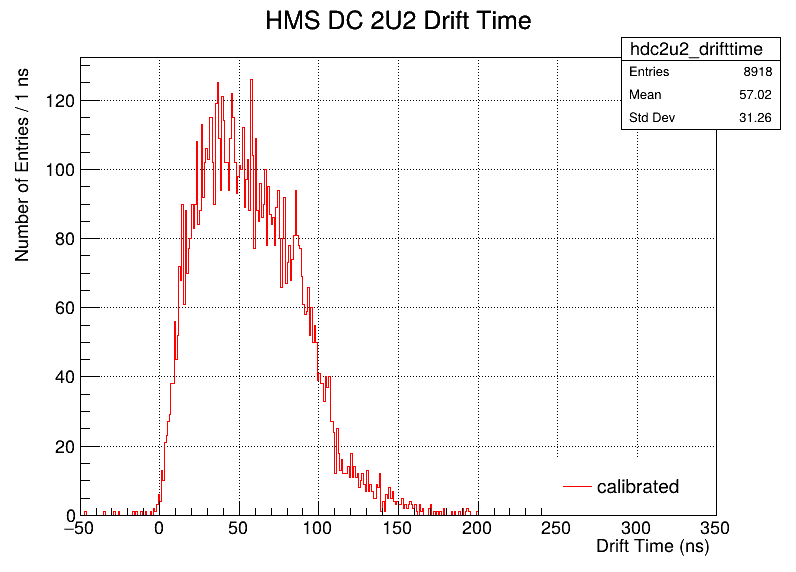 HMS DC 2U2 Drift Time
hdc2u2_drifttime
Entries 8918
Mean 57.02
Std Dev 31.26
Number of Entries / 1 ns
120
100
80
60
40
20
0
calibrated
−50 0 50 100 150 200 250 300 350
Drift Time (ns)